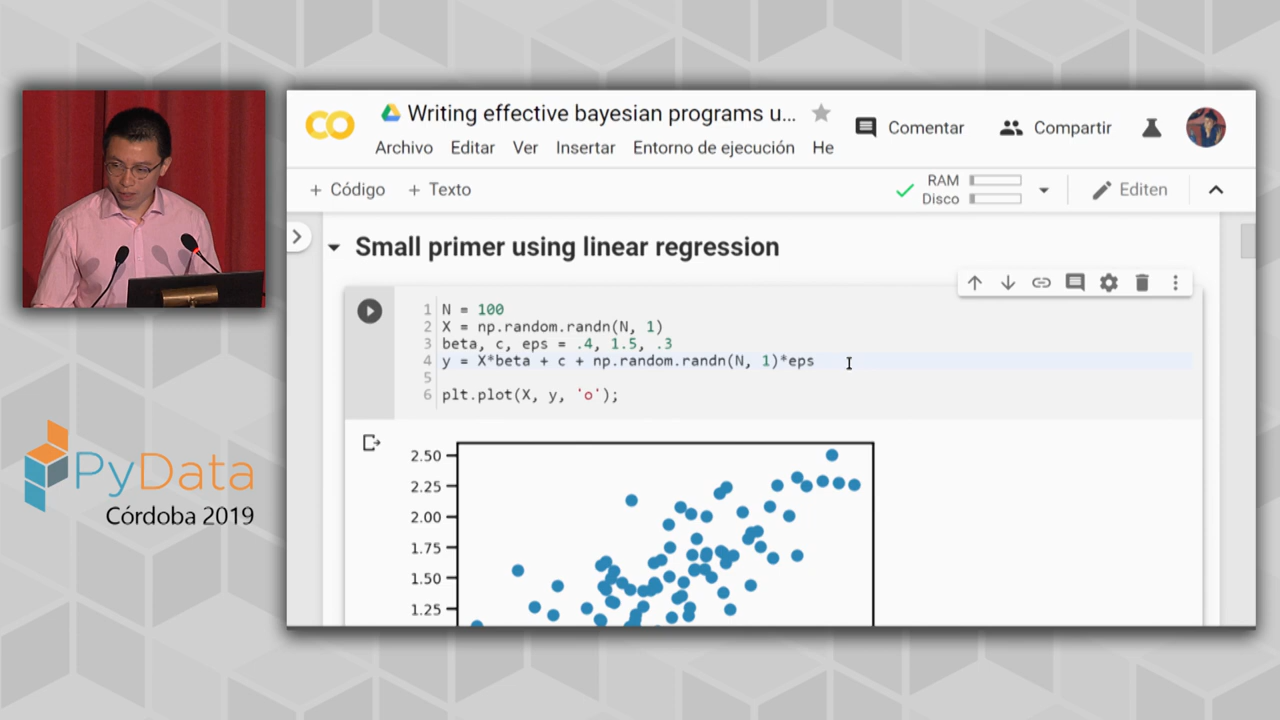 CO
Writing effective bayesian programs u...
Comentar
Compartir
Archivo Editar Ver Insertar Entorno de ejecución He
+ Código + Texto
RAM
Disco
Editen
Small primer using linear regression
1 N = 100
2 X = np.random.randn(N, 1)
3 beta, c, eps = .4, 1.5, .3
4 y = X*beta + c + np.random.randn(N, 1)*eps
5
6 plt.plot(X, y, 'o');
2.50
2.25
2.00
1.75
1.50
1.25
PyData
Córdoba 2019